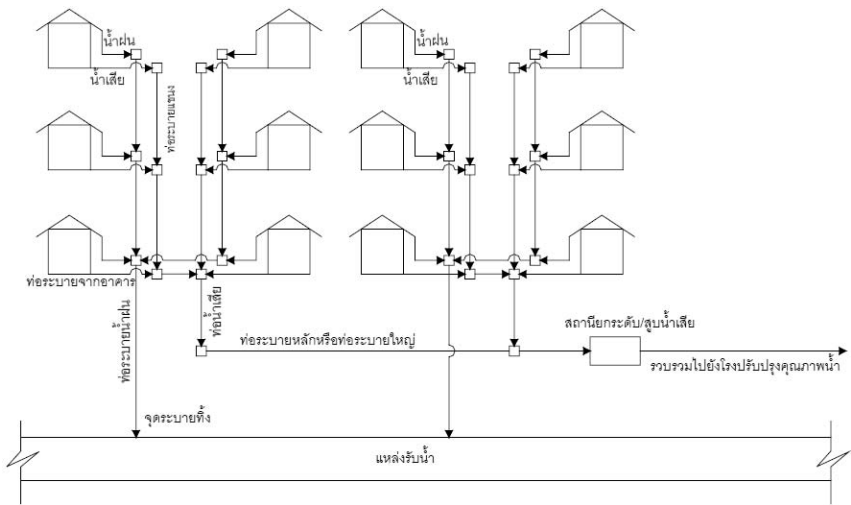 น้ำฝน
น้ำฝน
น้ำเสีย
น้ำเสีย
ท่อระบายแขนง
ท่อระบายจากอาคาร
ท่อระบายน้ำฝน
ท่อน้ำเสีย
ท่อระบายหลักหรือท่อระบายใหญ่
สถานียกระดับ/สูบน้ำเสีย
รวบรวมไปยังโรงปรับปรุงคุณภาพน้ำ
จุดระบายทิ้ง
แหล่งรับน้ำ